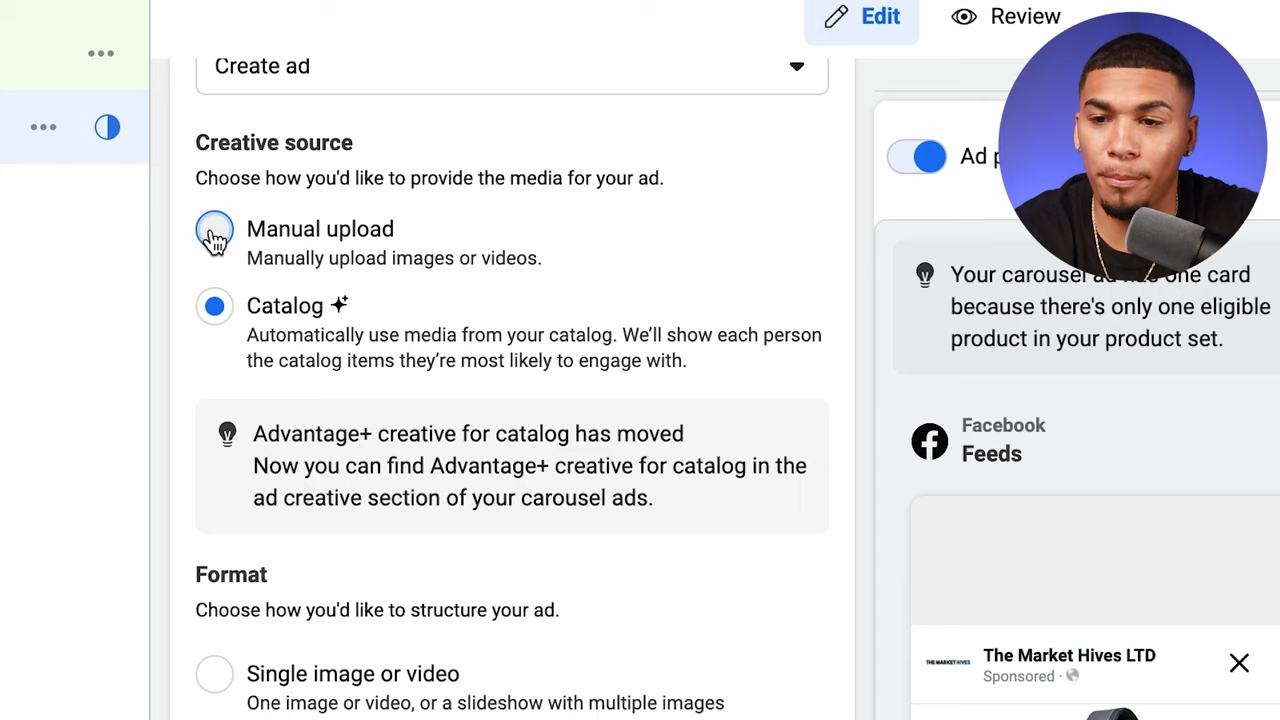 Edit
Review
Create ad
Creative source
Choose how you'd like to provide the media for your ad.
Manual upload
Manually upload images or videos.
Catalog
Automatically use media from your catalog. We'll show each person
the catalog items they're most likely to engage with.
Advantage+ creative for catalog has moved
Now you can find Advantage+ creative for catalog in the
ad creative section of your carousel ads.
Format
Choose how you'd like to structure your ad.
Single image or video
One image or video, or a slideshow with multiple images
Ad
Your carousel ad one card
because there's only one eligible
product in your product set.
Facebook
Feeds
THE MARKET HIVES
The Market Hives LTD
Sponsored ·